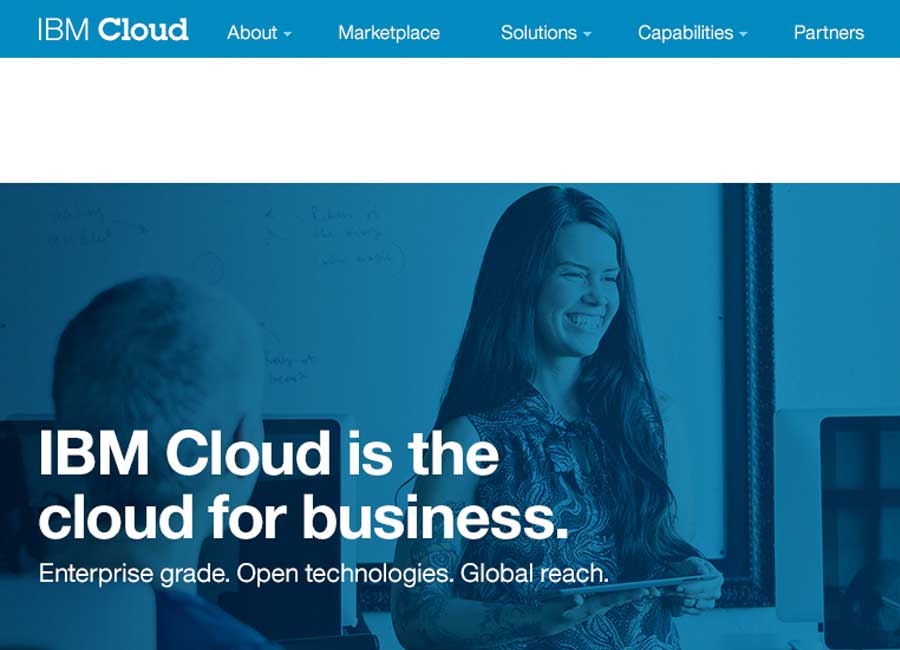 IBM Cloud
About
Marketplace
Solutions
Capabilities
Partners
IBM Cloud is the
cloud for business.
Enterprise grade. Open technologies. Global reach.